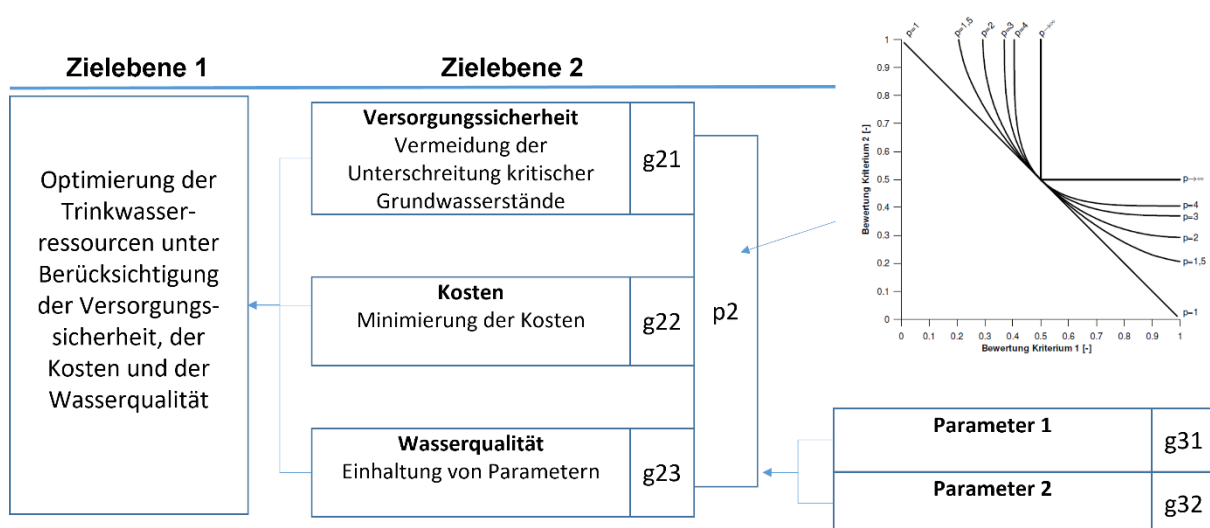 Zielebene 1
Zielebene 2
Optimierung der
Trinkwasser-
ressourcen unter
Berücksichtigung
der Versorgungs-
sicherheit, der
Kosten und der
Wasserqualität
Versorgungssicherheit
Vermeidung der
Unterschreitung kritischer
Grundwasserstände
g21
Kosten
Minimierung der Kosten
g22
Wasserqualität
Einhaltung von Parametern
g23
p2
p=1
p=1,5
p=2
p=3
p=4
p→∞
1
0.9
0.8
0.7
0.6
0.5
0.4
0.3
0.2
0.1
0
Bewertung Kriterium 2 [-]
p→∞
p=4
p=3
p=2
p=1,5
p=1
0 0.1 0.2 0.3 0.4 0.5 0.6 0.7 0.8 0.9 1
Bewertung Kriterium 1 [-]
Parameter 1
g31
Parameter 2
g32